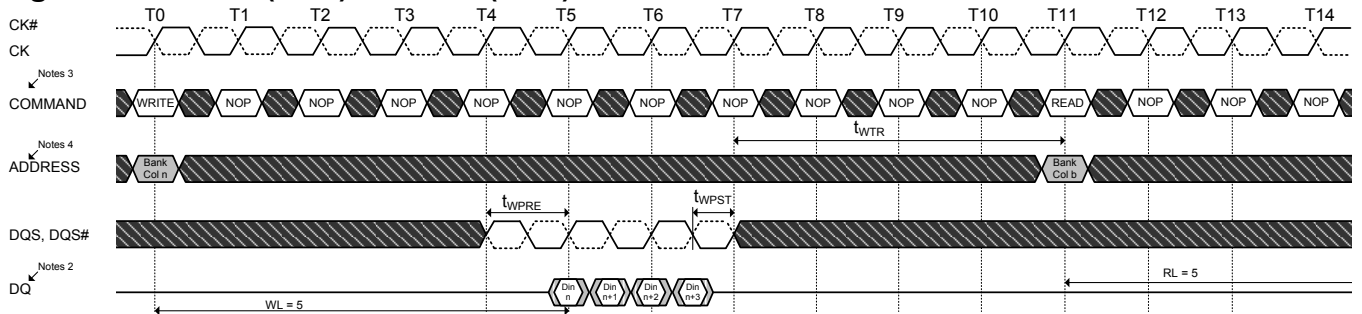 T0 T1 T2 T3 T4 T5 T6 T7 T8 T9 T10 T11 T12 T13 T14
CK#
CK
Notes 3
COMMAND WRITE NOP NOP NOP NOP NOP NOP NOP NOP NOP NOP READ NOP NOP NOP
tWTR
Notes 4
ADDRESS Bank Col n Bank Col b
tWPRE tWPST
DQS, DQS#
Notes 2
DQ Din n Din n+1 Din n+2 Din n+3
RL = 5
WL = 5